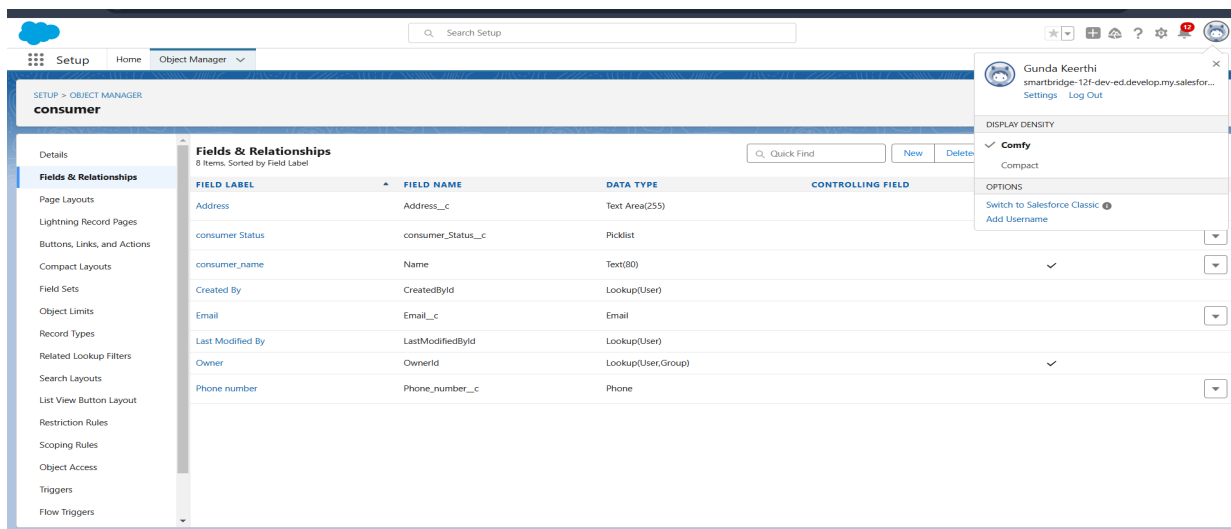 Search Setup
12
Setup Home Object Manager
SETUP > OBJECT MANAGER
consumer
Gunda Keerthi
smartbridge-12f-dev-ed.develop.my.salesfor...
Settings Log Out
DISPLAY DENSITY
Comfy
Compact
OPTIONS
Switch to Salesforce Classic
Add Username
Details
Fields & Relationships
Page Layouts
Lightning Record Pages
Buttons, Links, and Actions
Compact Layouts
Field Sets
Object Limits
Record Types
Related Lookup Filters
Search Layouts
List View Button Layout
Restriction Rules
Scoping Rules
Object Access
Triggers
Flow Triggers
Fields & Relationships
8 Items. Sorted by Field Label
Quick Find New Delete
FIELD LABEL FIELD NAME DATA TYPE CONTROLLING FIELD
Address Address__c Text Area(255)
consumer Status consumer_Status__c Picklist
consumer_name Name Text(80)
Created By CreatedById Lookup(User)
Email Email__c Email
Last Modified By LastModifiedById Lookup(User)
Owner OwnerId Lookup(User,Group)
Phone number Phone_number__c Phone